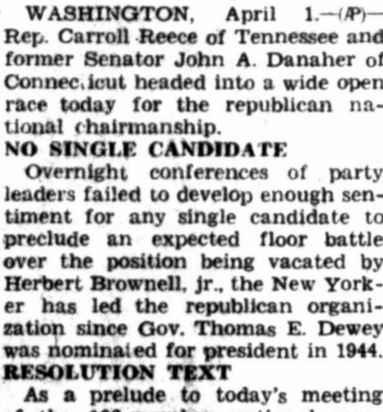 WASHINGTON, April 1.—(AP)—
Rep. Carroll Reece of Tennessee and
former Senator John A. Danaher of
Connecticut headed into a wide open
race today for the republican na-
tional chairmanship.
NO SINGLE CANDIDATE
Overnight conferences of party
leaders failed to develop enough sen-
timent for any single candidate to
preclude an expected floor battle
over the position being vacated by
Herbert Brownell, jr., the New York-
er has led the republican organi-
zation since Gov. Thomas E. Dewey
was nominated for president in 1944.
RESOLUTION TEXT
As a prelude to today's meeting